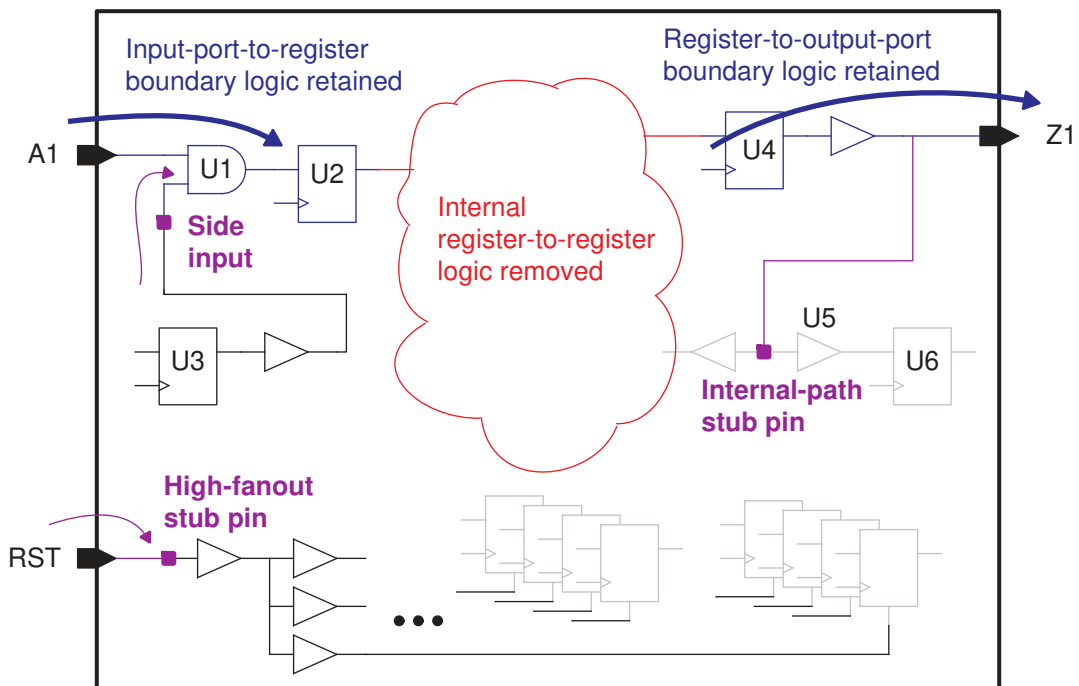 Input-port-to-register
boundary logic retained
Register-to-output-port
boundary logic retained
A1
U1
U2
U4
Z1
Side
input
Internal
register-to-register
logic removed
U3
U5
U6
Internal-path
stub pin
High-fanout
stub pin
RST